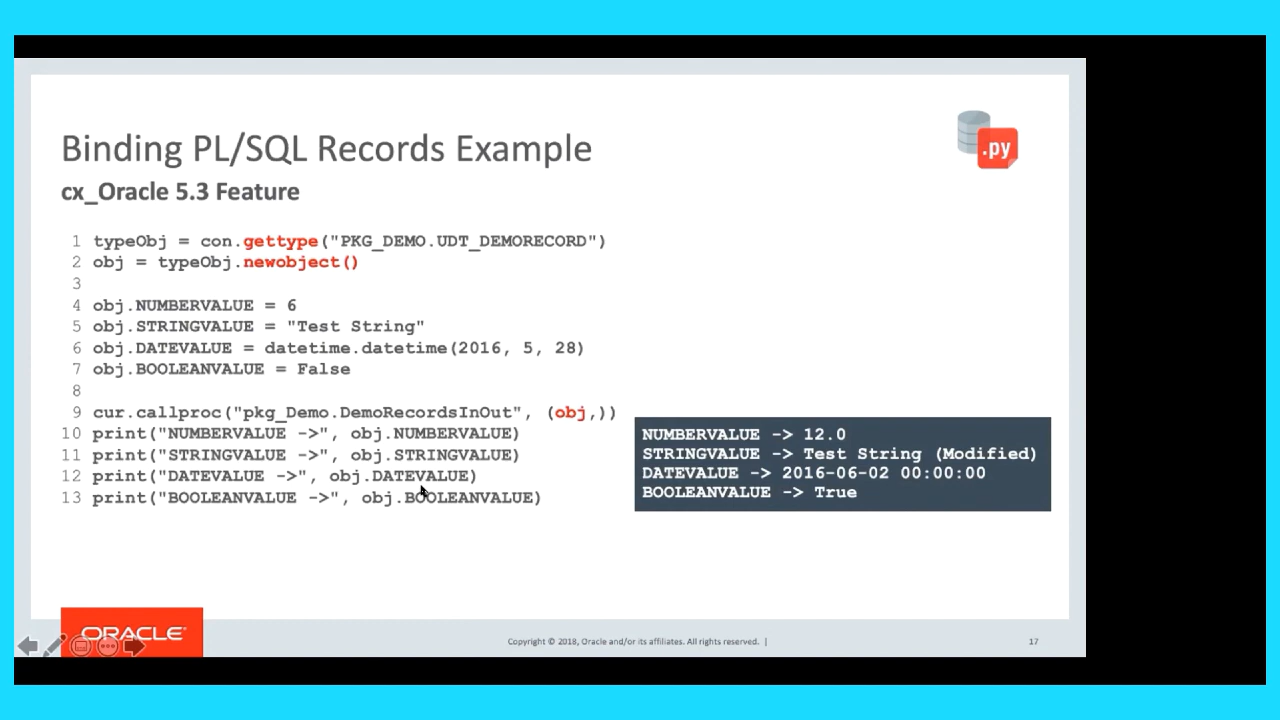 Binding PL/SQL Records Example
.py
cx_Oracle 5.3 Feature
1 typeObj = con.gettype("PKG_DEMO.UDT_DEMORECORD")
2 obj = typeObj.newobject()
3
4 obj.NUMBERVALUE = 6
5 obj.STRINGVALUE = "Test String"
6 obj.DATEVALUE = datetime.datetime(2016, 5, 28)
7 obj.BOOLEANVALUE = False
8
9 cur.callproc("pkg_Demo.DemoRecordsInOut", (obj,))
10 print("NUMBERVALUE ->", obj.NUMBERVALUE)
11 print("STRINGVALUE ->", obj.STRINGVALUE)
12 print("DATEVALUE ->", obj.DATEVALUE)
13 print("BOOLEANVALUE ->", obj.BOOLEANVALUE)
NUMBERVALUE -> 12.0
STRINGVALUE -> Test String (Modified)
DATEVALUE -> 2016-06-02 00:00:00
BOOLEANVALUE -> True
ORACLE®
Copyright © 2018, Oracle and/or its affiliates. All rights reserved. |
17